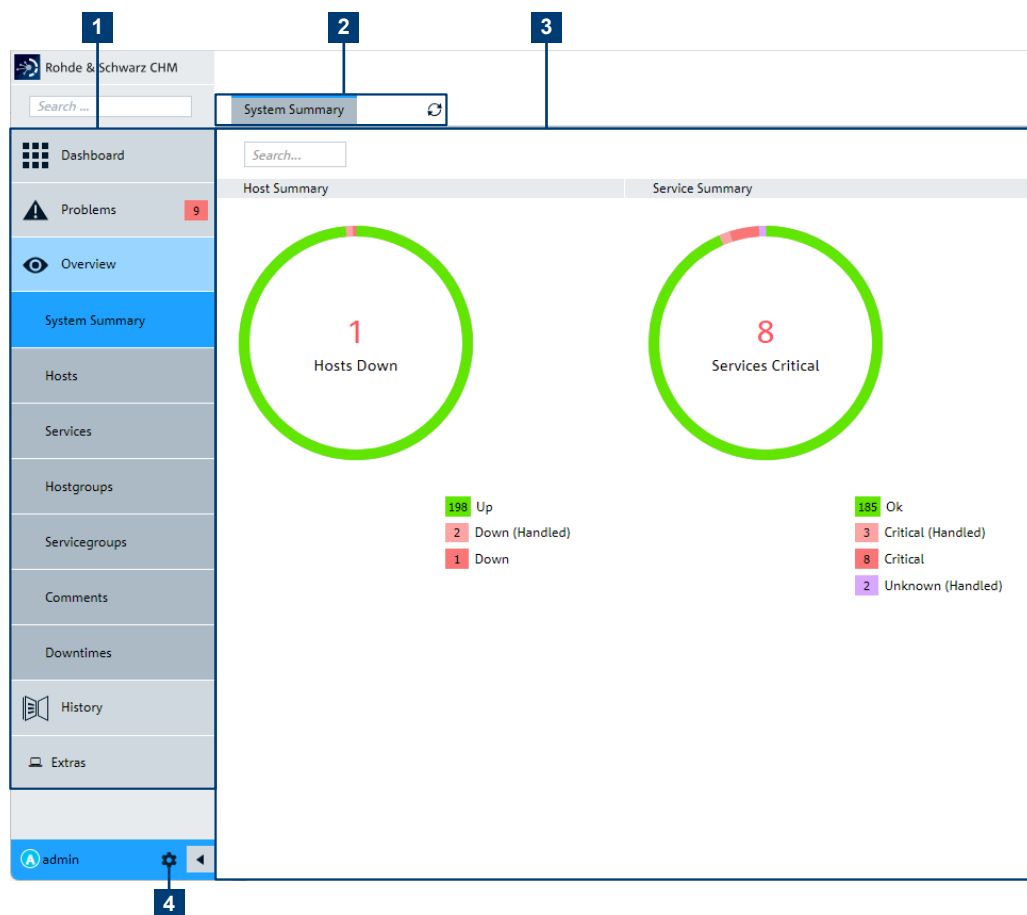 1
2
3
Rohde & Schwarz CHM
Search ...
System Summary
Dashboard
Search...
Problems
9
Host Summary
Service Summary
Overview
System Summary
1
Hosts Down
8
Services Critical
Hosts
Services
Hostgroups
198 Up
2 Down (Handled)
1 Down
185 Ok
3 Critical (Handled)
8 Critical
2 Unknown (Handled)
Servicegroups
Comments
Downtimes
History
Extras
A admin
4